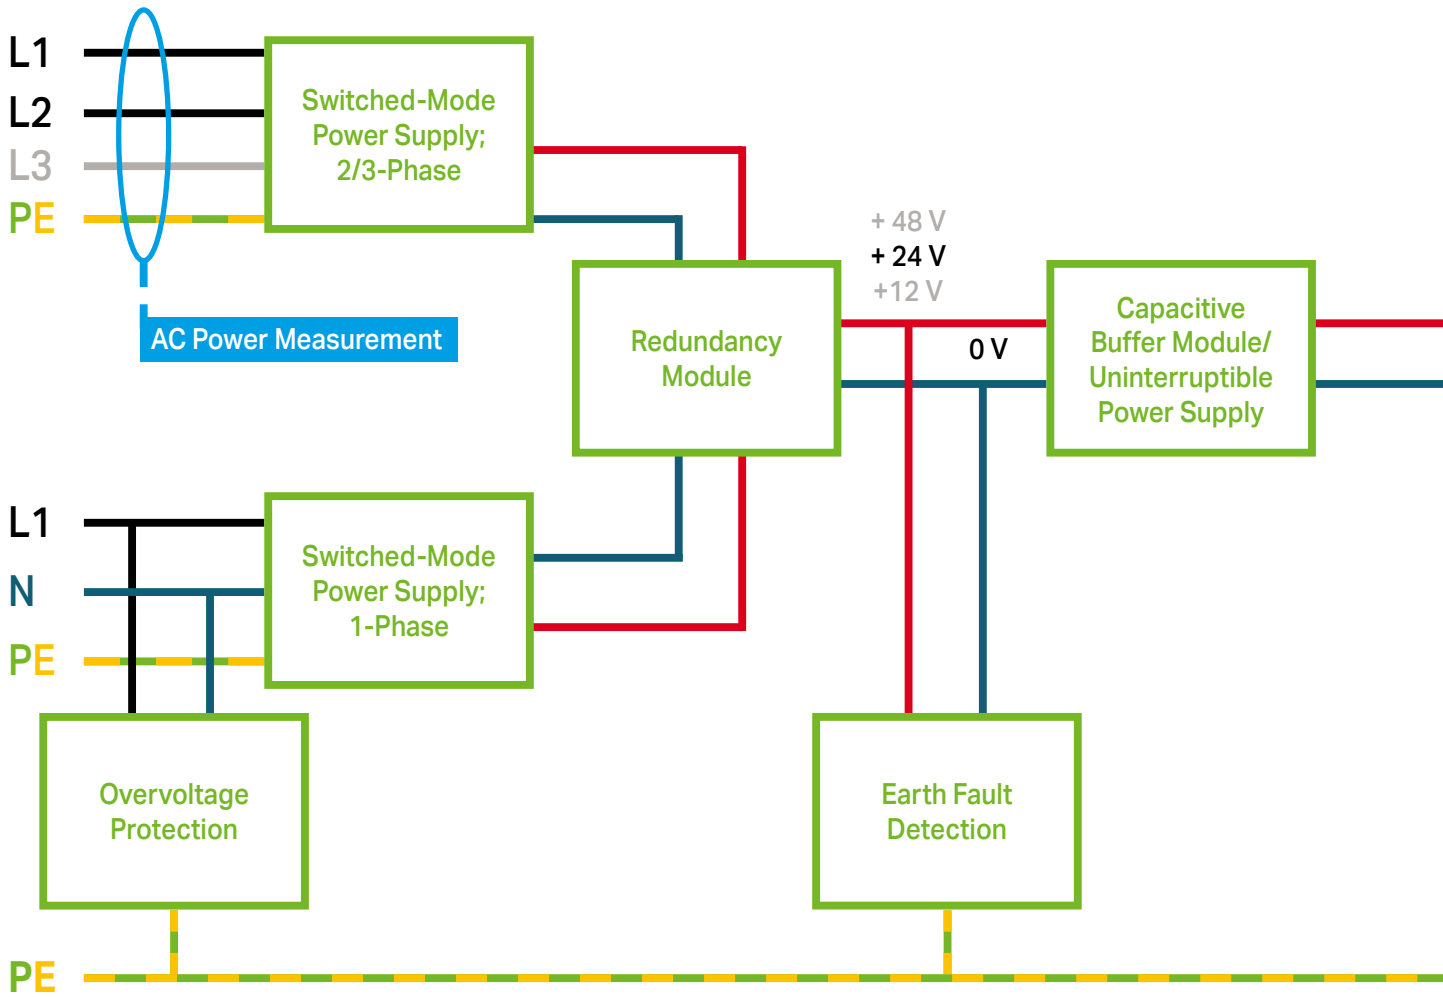 L1
L2
L3
PE
Switched-Mode
Power Supply;
2/3-Phase
AC Power Measurement
+ 48 V
+ 24 V
+12 V
0 V
Redundancy
Module
Capacitive
Buffer Module/
Uninterruptible
Power Supply
L1
N
PE
Switched-Mode
Power Supply;
1-Phase
Overvoltage
Protection
Earth Fault
Detection
PE